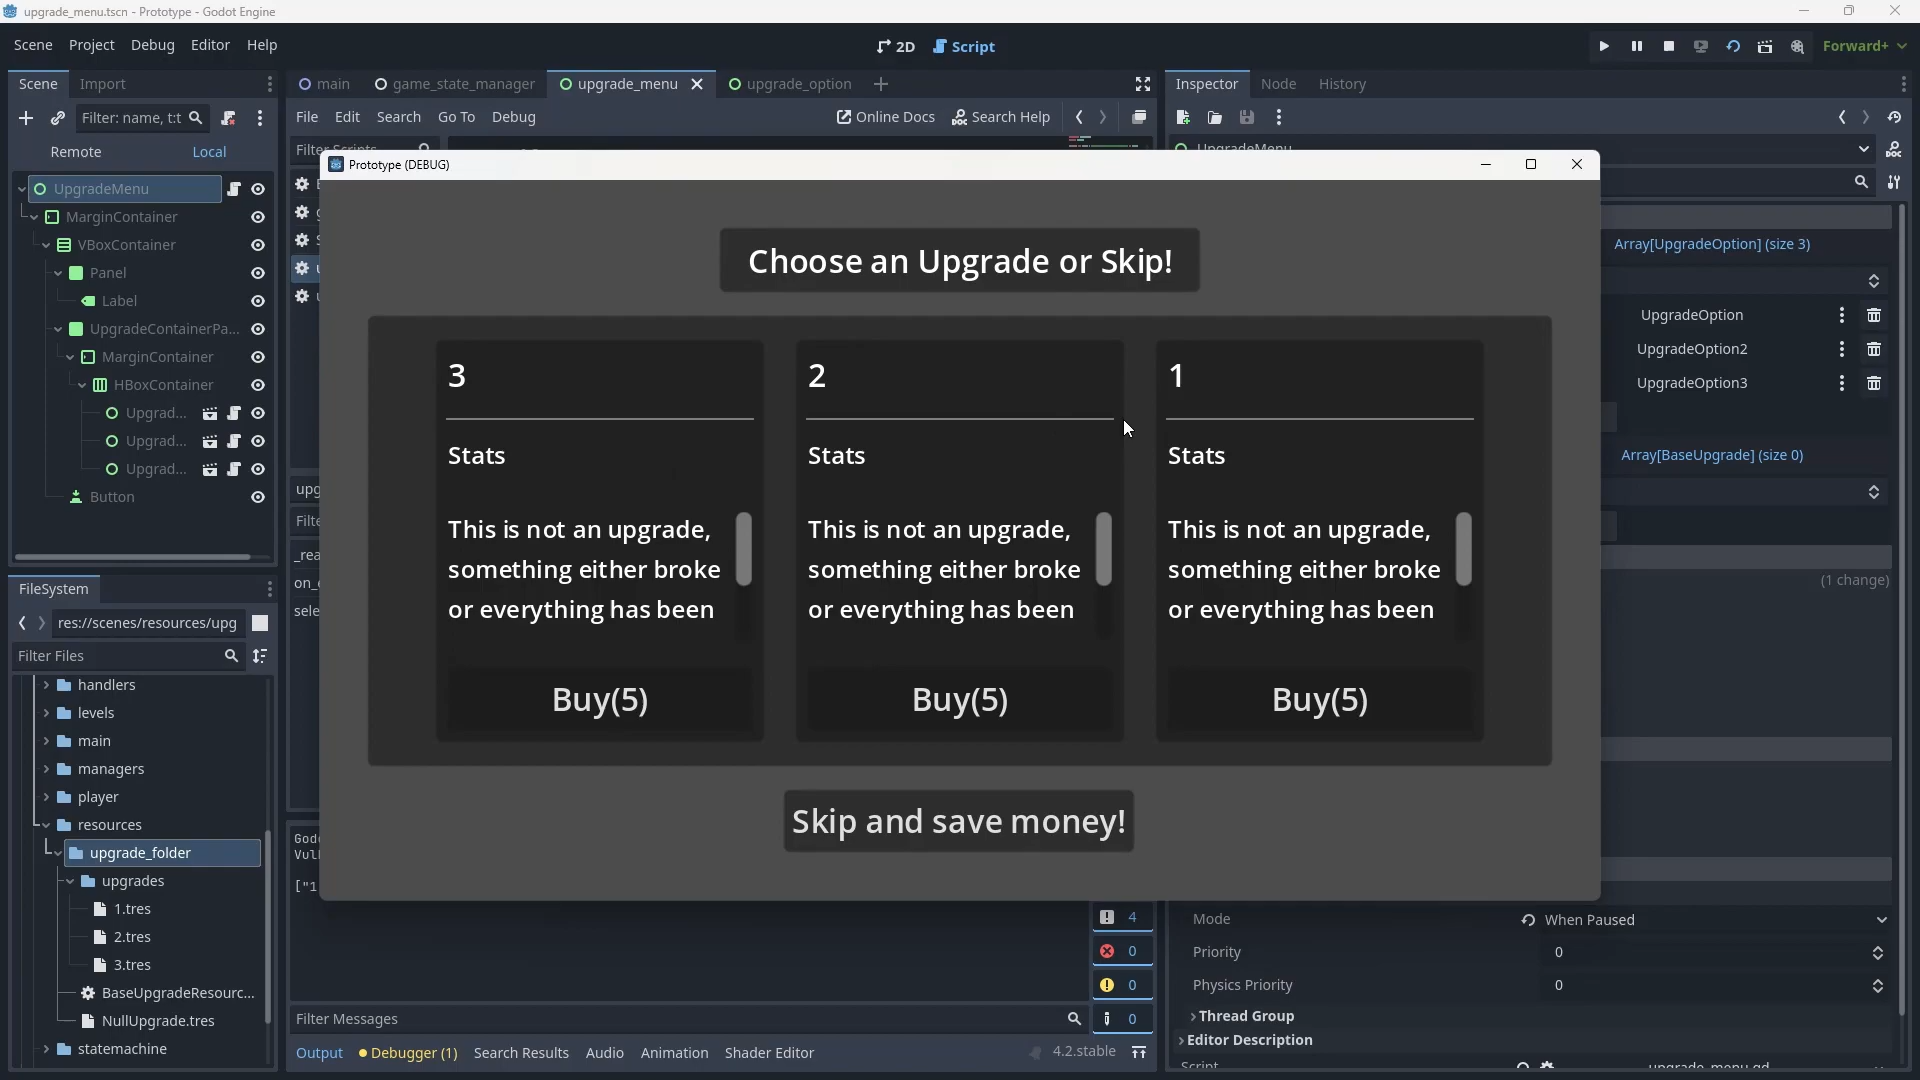 upgrade_menu.tscn - Prototype - Godot Engine
Scene Project Debug Editor Help
2D Script
Forward+
Scene Import
main game_state_manager upgrade_menu upgrade_option
Inspector Node History
Filter: name, t:t
File Edit Search Go To Debug
Online Docs Search Help
Remote Local
UpgradeMenu
MarginContainer
VBoxContainer
Panel
Label
UpgradeContainerPa...
MarginContainer
HBoxContainer
Upgrad...
Upgrad...
Upgrad...
Button
Prototype (DEBUG)
Choose an Upgrade or Skip!
3
Stats
This is not an upgrade,
something either broke
or everything has been
Buy(5)
2
Stats
This is not an upgrade,
something either broke
or everything has been
Buy(5)
1
Stats
This is not an upgrade,
something either broke
or everything has been
Buy(5)
Skip and save money!
Array[UpgradeOption] (size 3)
UpgradeOption
UpgradeOption2
UpgradeOption3
Array[BaseUpgrade] (size 0)
(1 change)
FileSystem
res://scenes/resources/upg
Filter Files
handlers
levels
main
managers
player
resources
upgrade_folder
upgrades
1.tres
2.tres
3.tres
BaseUpgradeResourc...
NullUpgrade.tres
statemachine
4
0
0
0
Filter Messages
Output Debugger (1) Search Results Audio Animation Shader Editor
4.2.stable
Mode When Paused
Priority 0
Physics Priority 0
Thread Group
Editor Description